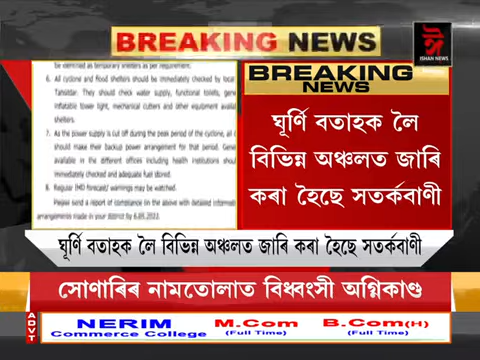 BREAKING NEWS
ISHAN NEWS
be identified as temporary shelters as per requirement.
6. All cyclone and flood shelters should be immediately checked by local
Tahsildar. They should check water supply, functional toilets, gene
inflatable tower light, mechanical cutters and other equipment availa
shelters.
7. As the power supply is cut off during the peak period of the cyclone, all
should make their backup power arrangement for that period. Gene
available in the different offices including health institutions shoul
immediately checked and adequate fuel stored.
8. Regular IMD forecast/ warnings may be watched.
Please send a report of compliance on the above with detailed informati
arrangements made in your district by 6.05.2023.
BREAKING
NEWS
ঘূৰ্ণি বতাহক লৈ
বিভিন্ন অঞ্চলত জাৰি
কৰা হৈছে সতৰ্কবাণী
ঘূৰ্ণি বতাহক লৈ বিভিন্ন অঞ্চলত জাৰি কৰা হৈছে সতৰ্কবাণী
সোণাৰিৰ নামতোলাত বিধ্বংসী অগ্নিকাণ্ড
ADVT
NERIM
Commerce College
M.Com
(Full Time)
B.Com(H)
(Full Time)